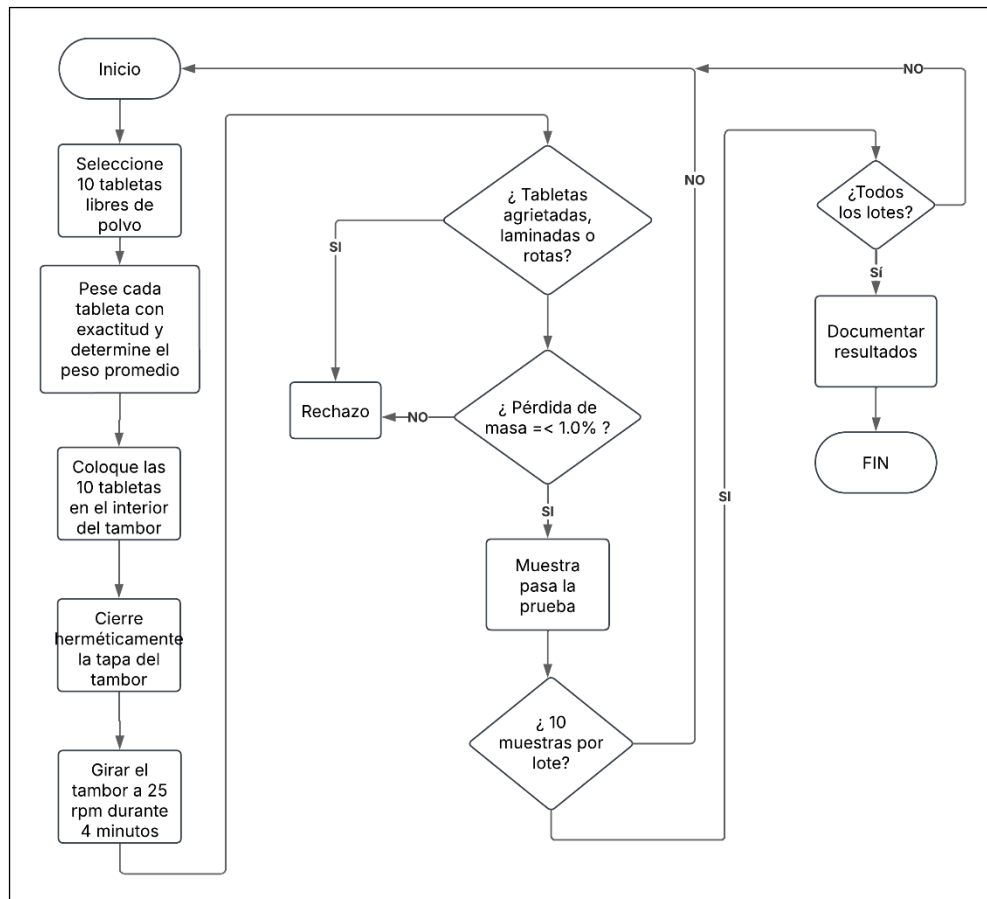 Inicio
Seleccione
10 tabletas
libres de
polvo
Pese cada
tableta con
exactitud y
determine el
peso promedio
Coloque las
10 tabletas
en el interior
del tambor
Cierre
herméticamente
la tapa del
tambor
Girar el
tambor a 25
rpm durante
4 minutos
¿ Tabletas
agrietadas,
laminadas o
rotas?
SI
Rechazo
NO
¿ Pérdida de
masa =< 1.0% ?
SI
Muestra
pasa la
prueba
¿ 10
muestras por
lote?
NO
SI
¿Todos
los lotes?
NO
Sí
Documentar
resultados
FIN